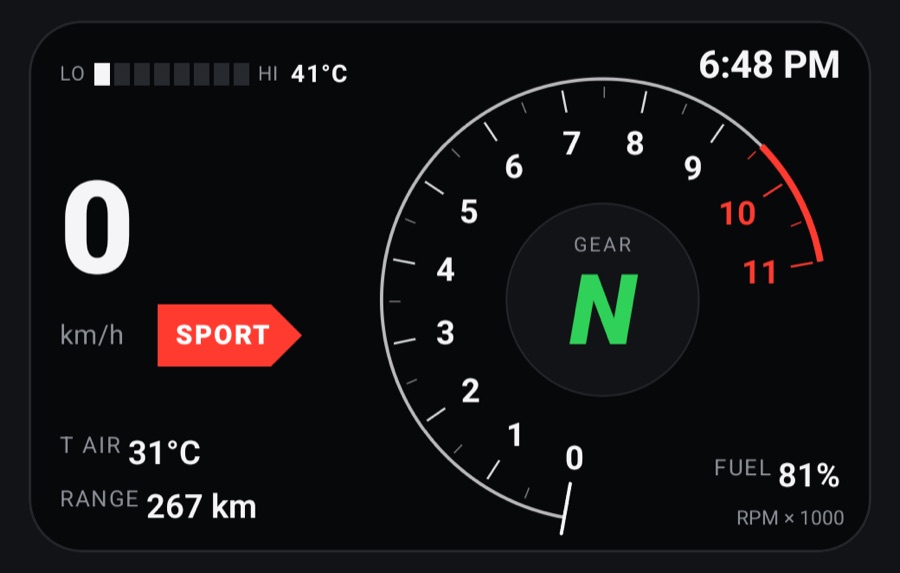 LO HI 41°C
6:48 PM
0
km/h SPORT
T AIR 31°C
RANGE 267 km
0
1
2
3
4
5
6
7
8
9
10
11
GEAR
N
FUEL 81%
RPM × 1000